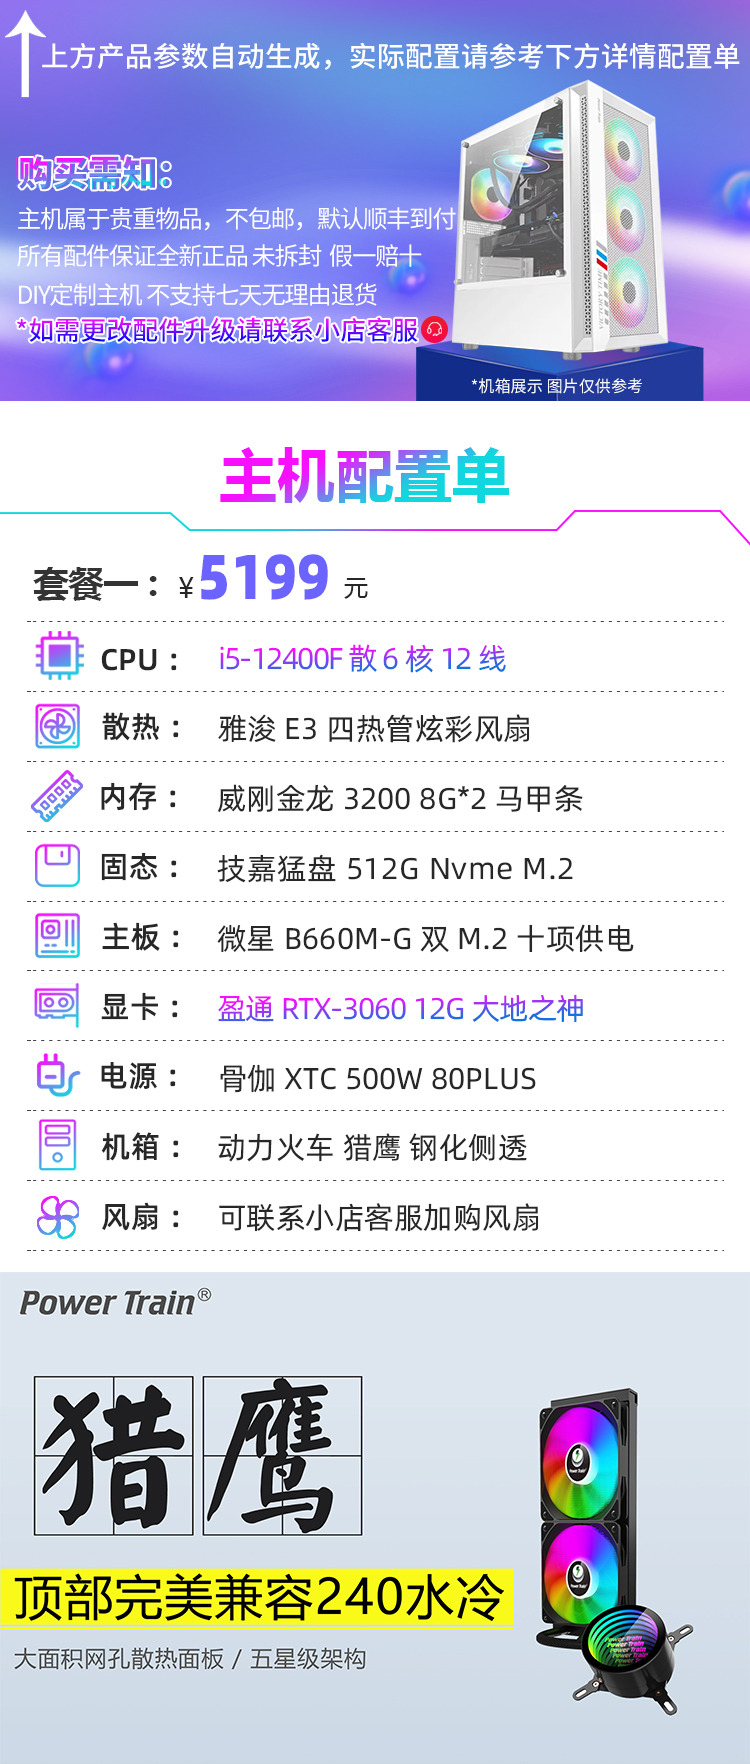 上方产品参数自动生成，实际配置请参考下方详情配置单
购买需知：
主机属于贵重物品，不包邮，默认顺丰到付
所有配件保证全新正品 未拆封 假一赔十
DIY定制主机 不支持七天无理由退货
*如需更改配件升级请联系小店客服
*机箱展示 图片仅供参考
主机配置单
套餐一：￥5199 元
CPU： i5-12400F 散 6 核 12 线
散热： 雅浚 E3 四热管炫彩风扇
内存： 威刚金龙 3200 8G*2 马甲条
固态： 技嘉猛盘 512G Nvme M.2
主板： 微星 B660M-G 双 M.2 十项供电
显卡： 盈通 RTX-3060 12G 大地之神
电源： 骨伽 XTC 500W 80PLUS
机箱： 动力火车 猎鹰 钢化侧透
风扇： 可联系小店客服加购风扇
Power Train®
猎鹰
顶部完美兼容240水冷
大面积网孔散热面板 / 五星级架构
Power Train
Power Train
Power Train
Power Train
Power Train